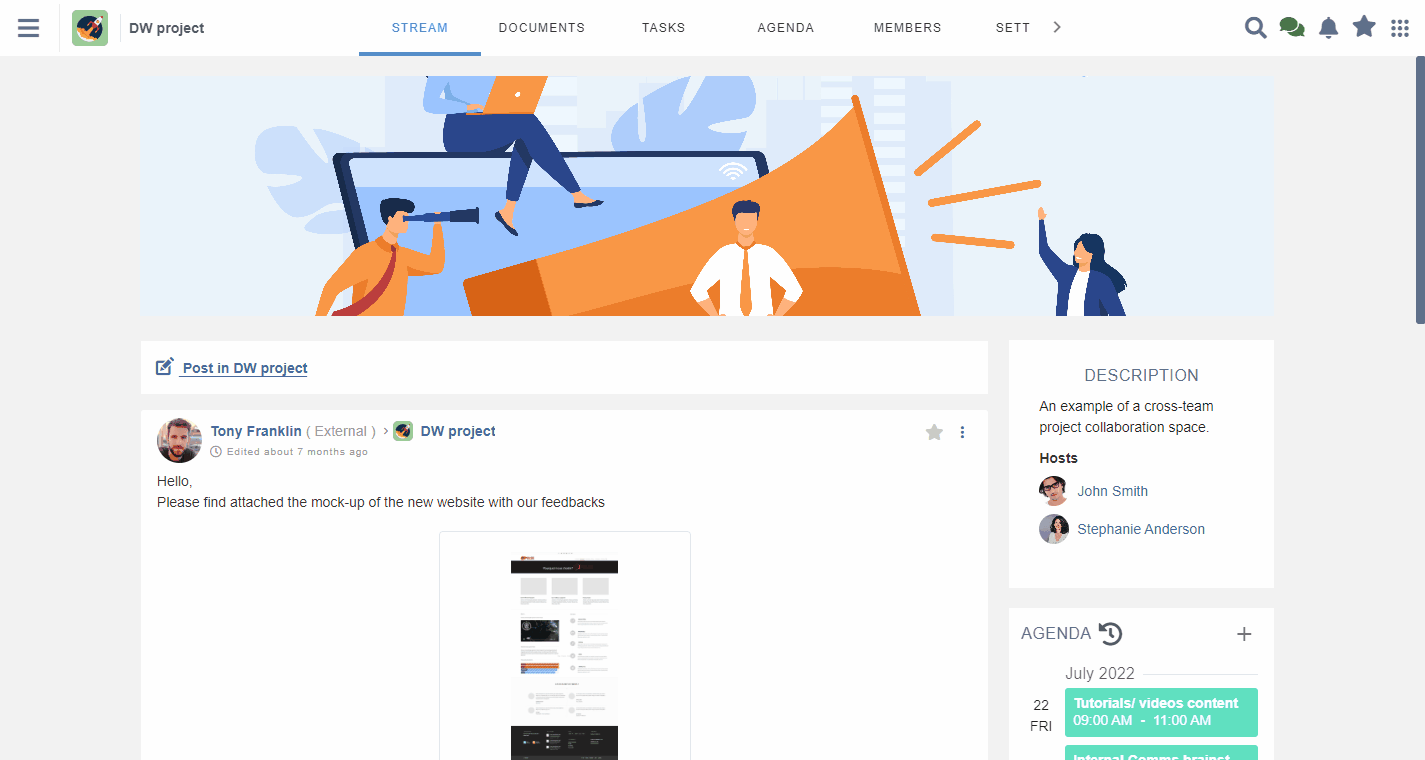 DW project
STREAM
DOCUMENTS
TASKS
AGENDA
MEMBERS
SETT
Post in DW project
Tony Franklin ( External ) › DW project
Edited about 7 months ago
Hello,
Please find attached the mock-up of the new website with our feedbacks
DESCRIPTION
An example of a cross-team
project collaboration space.
Hosts
John Smith
Stephanie Anderson
AGENDA
July 2022
22
FRI
Tutorials/ videos content
09:00 AM - 11:00 AM
Internal Comms brainst